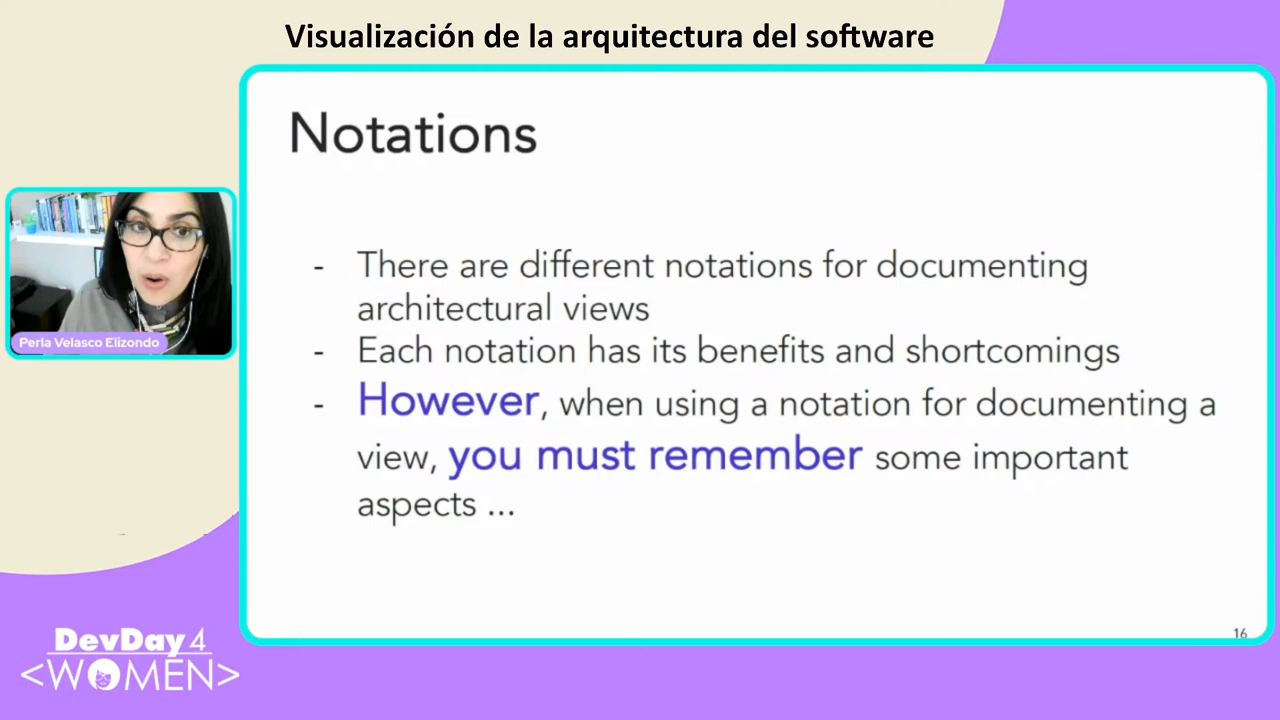 Visualización de la arquitectura del software
Notations
- There are different notations for documenting
architectural views
- Each notation has its benefits and shortcomings
- However, when using a notation for documenting a
view, you must remember some important
aspects ...
16
Perla Velasco Elizondo
DevDay 4
<WOMEN>